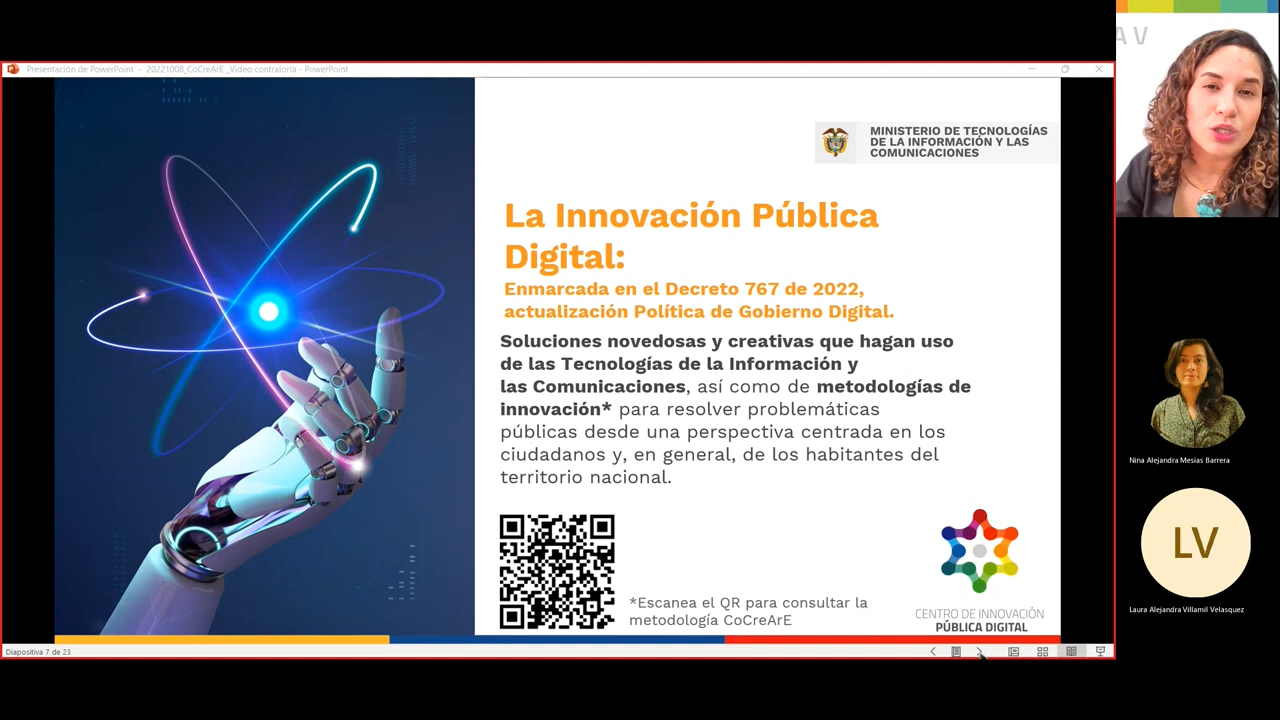 Presentación de PowerPoint - 20221008_CoCreArE _Video contraloría - PowerPoint
MINISTERIO DE TECNOLOGÍAS
DE LA INFORMACIÓN Y LAS
COMUNICACIONES
La Innovación Pública
Digital:
Enmarcada en el Decreto 767 de 2022,
actualización Política de Gobierno Digital.
Soluciones novedosas y creativas que hagan uso
de las Tecnologías de la Información y
las Comunicaciones, así como de metodologías de
innovación* para resolver problemáticas
públicas desde una perspectiva centrada en los
ciudadanos y, en general, de los habitantes del
territorio nacional.
*Escanea el QR para consultar la
metodología CoCreArE
CENTRO DE INNOVACIÓN
PÚBLICA DIGITAL
Diapositiva 7 de 23
A V
Nina Alejandra Mesias Barrera
LV
Laura Alejandra Villamil Velasquez